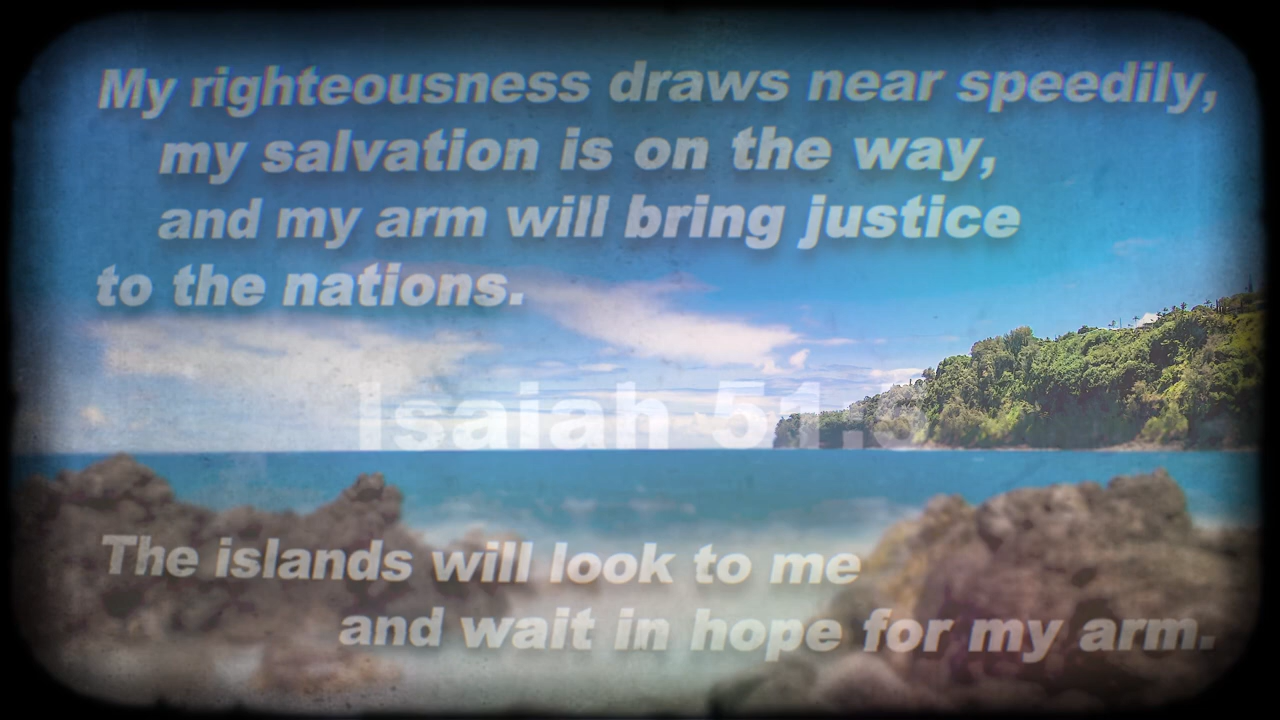 My righteousness draws near speedily,
my salvation is on the way,
and my arm will bring justice
to the nations.
Isaiah 51:5
The islands will look to me
and wait in hope for my arm.